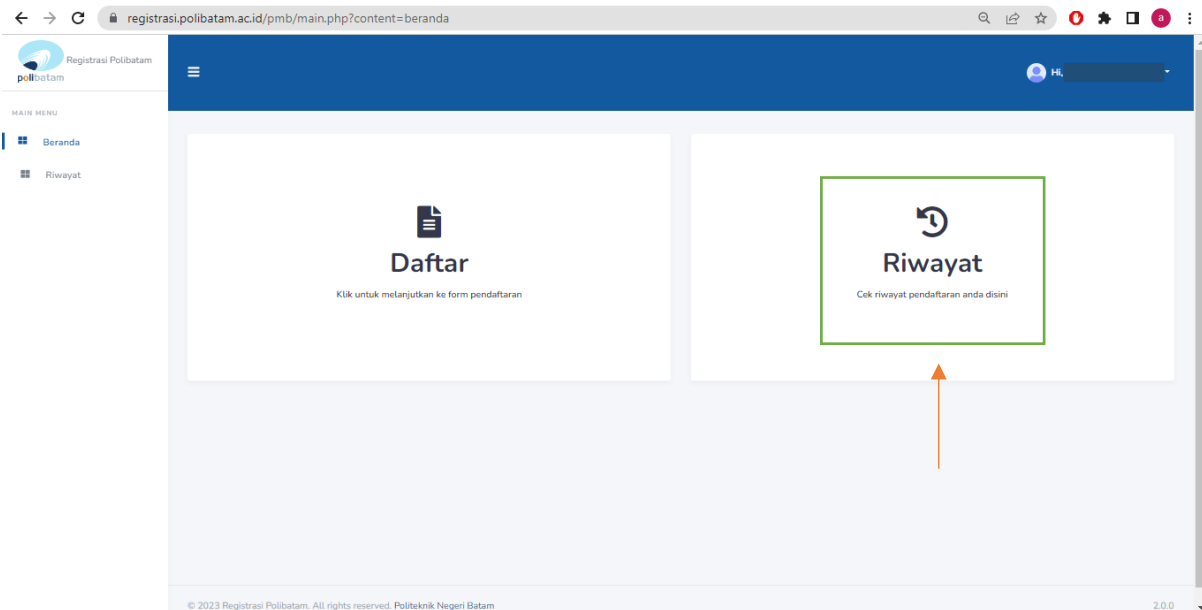 registrasi.polibatam.ac.id/pmb/main.php?content=beranda
a
Registrasi Polibatam
polibatam
Hi,
MAIN MENU
Beranda
Riwayat
Daftar
Klik untuk melanjutkan ke form pendaftaran
Riwayat
Cek riwayat pendaftaran anda disini
© 2023 Registrasi Polibatam. All rights reserved. Politeknik Negeri Batam
2.0.0